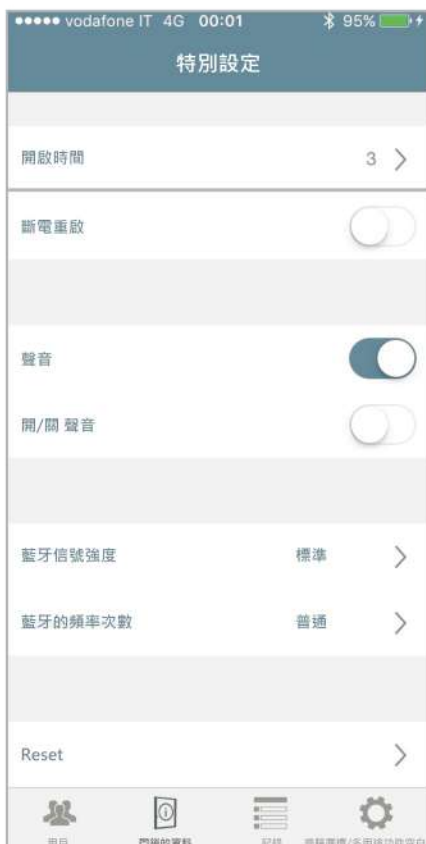 vodafone IT 4G 00:01 95%
特別設定
開啟時間 3
斷電重啟
聲音
開/關 聲音
藍牙信號強度 標準
藍牙的頻率次數 普通
Reset
用戶 記錄